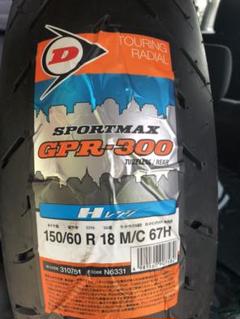 D
TOURING
RADIAL
SPORTMAX
GPR-300
TUBELESS / REAR
Hレンジ
150/60 R 18 M/C 67H
310751
N6331